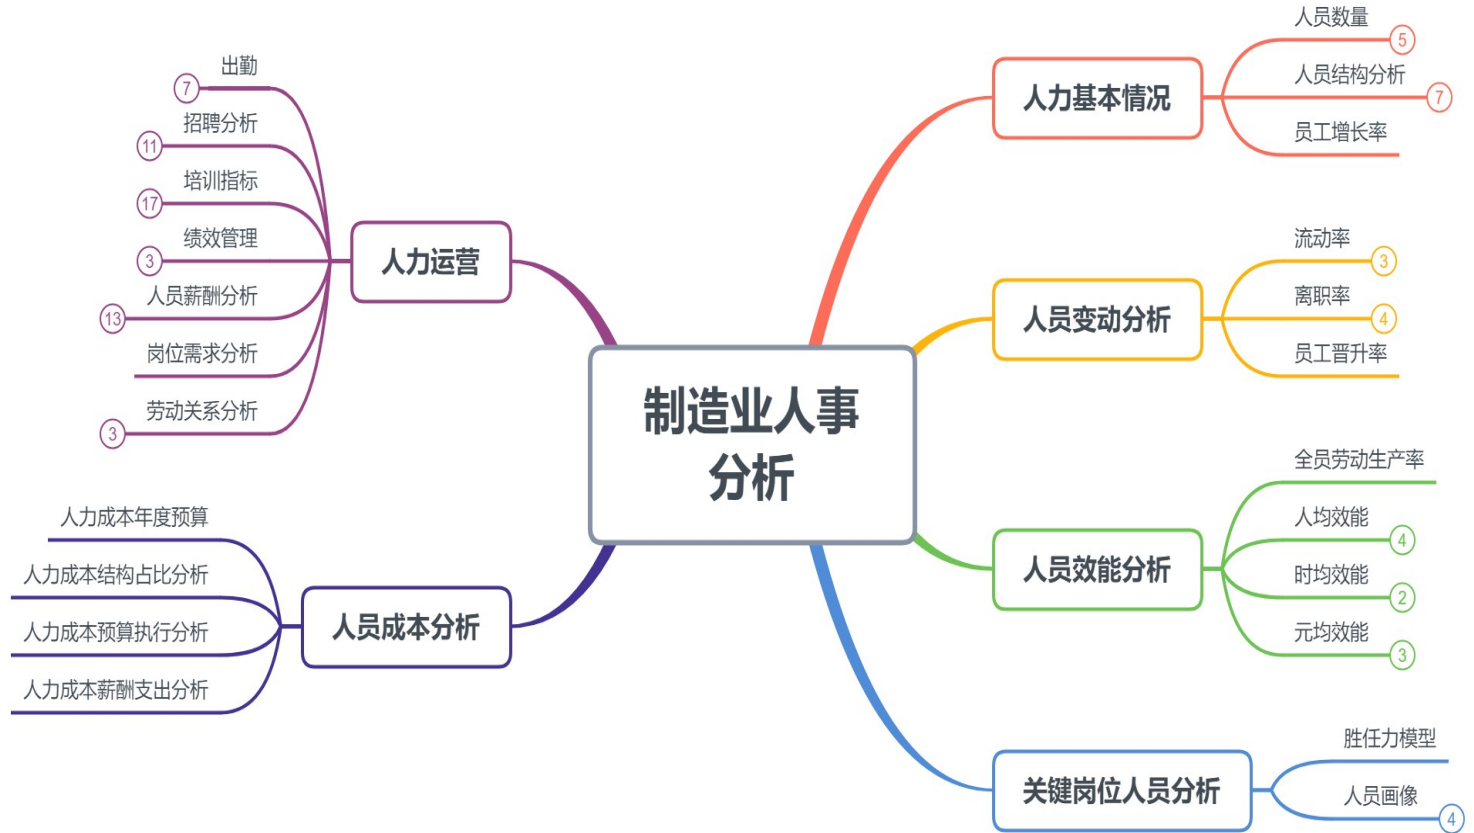 制造业人事
分析
人力基本情况
人员数量
5
人员结构分析
7
员工增长率
人员变动分析
流动率
3
离职率
4
员工晋升率
人员效能分析
全员劳动生产率
人均效能
4
时均效能
2
元均效能
3
关键岗位人员分析
胜任力模型
人员画像
4
人力运营
出勤
7
招聘分析
11
培训指标
17
绩效管理
3
人员薪酬分析
13
岗位需求分析
劳动关系分析
3
人员成本分析
人力成本年度预算
人力成本结构占比分析
人力成本预算执行分析
人力成本薪酬支出分析